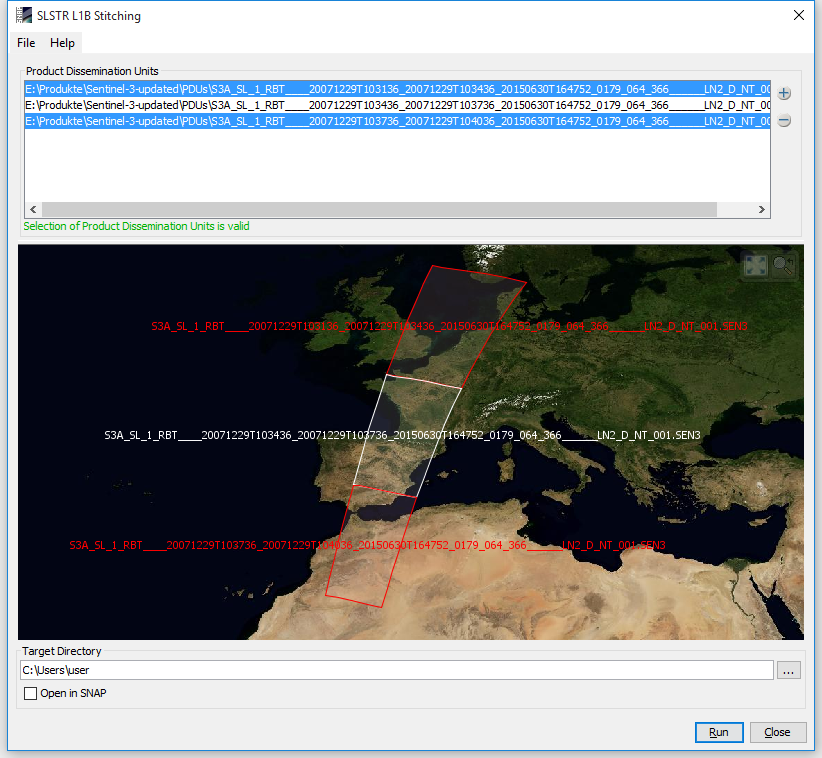 SLSTR L1B Stitching
File Help
Product Dissemination Units
E:\Produkte\Sentinel-3-updated\PDUs\S3A_SL_1_RBT____20071229T103136_20071229T103436_20150630T164752_0179_064_366______LN2_D_NT_00
E:\Produkte\Sentinel-3-updated\PDUs\S3A_SL_1_RBT____20071229T103436_20071229T103736_20150630T164752_0179_064_366______LN2_D_NT_00
E:\Produkte\Sentinel-3-updated\PDUs\S3A_SL_1_RBT____20071229T103736_20071229T104036_20150630T164752_0179_064_366______LN2_D_NT_00
Selection of Product Dissemination Units is valid
S3A_SL_1_RBT____20071229T103136_20071229T103436_20150630T164752_0179_064_366______LN2_D_NT_001.SEN3
S3A_SL_1_RBT____20071229T103436_20071229T103736_20150630T164752_0179_064_366______LN2_D_NT_001.SEN3
S3A_SL_1_RBT____20071229T103736_20071229T104036_20150630T164752_0179_064_366______LN2_D_NT_001.SEN3
Target Directory
C:\Users\user
...
Open in SNAP
Run Close